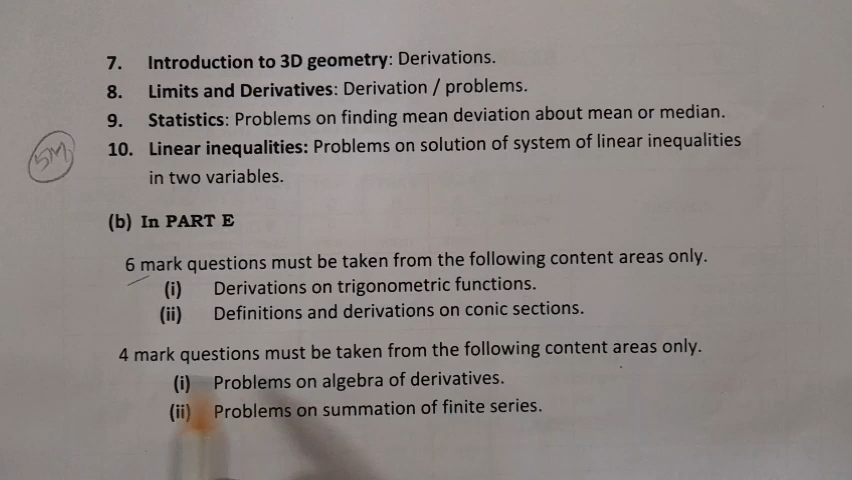 7. Introduction to 3D geometry: Derivations.
8. Limits and Derivatives: Derivation / problems.
9. Statistics: Problems on finding mean deviation about mean or median.
5M
10. Linear inequalities: Problems on solution of system of linear inequalities
in two variables.
(b) In PART E
6 mark questions must be taken from the following content areas only.
(i) Derivations on trigonometric functions.
(ii) Definitions and derivations on conic sections.
4 mark questions must be taken from the following content areas only.
(i) Problems on algebra of derivatives.
(ii) Problems on summation of finite series.